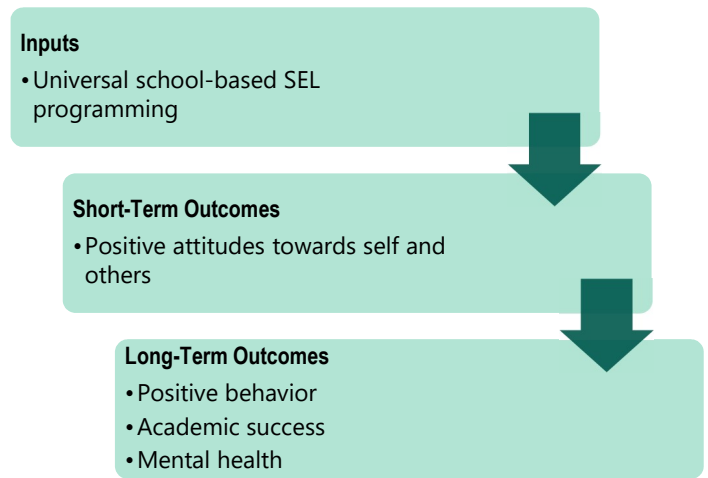 Inputs
•Universal school-based SEL
programming
Short-Term Outcomes
•Positive attitudes towards self and
others
Long-Term Outcomes
•Positive behavior
•Academic success
•Mental health